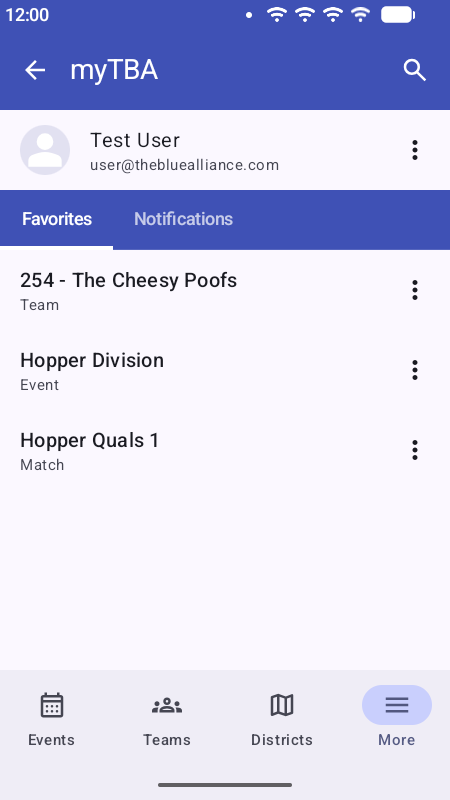 12:00
myTBA
Test User
user@thebluealliance.com
Favorites
Notifications
254 - The Cheesy Poofs
Team
Hopper Division
Event
Hopper Quals 1
Match
Events
Teams
Districts
More